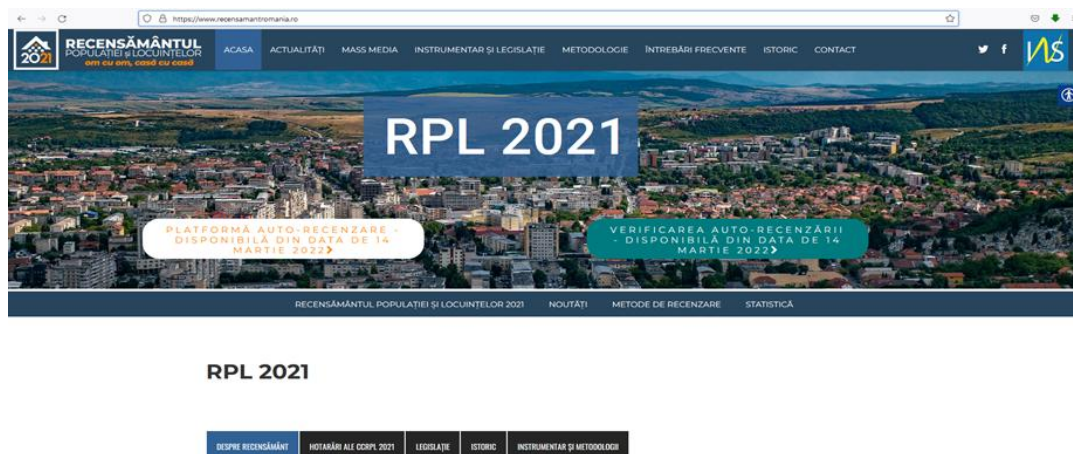 https://www.recensamantromania.ro
2021
RECENSĂMÂNTUL
POPULAȚIEI și LOCUINȚELOR
om cu om, casă cu casă
ACASA ACTUALITĂȚI MASS MEDIA INSTRUMENTAR ȘI LEGISLAȚIE METODOLOGIE ÎNTREBĂRI FRECVENTE ISTORIC CONTACT
INS
RPL 2021
PLATFORMĂ AUTO-RECENZARE -
DISPONIBILĂ DIN DATA DE 14
MARTIE 2022
VERIFICAREA AUTO-RECENZĂRII
- DISPONIBILĂ DIN DATA DE 14
MARTIE 2022
RECENSĂMÂNTUL POPULAȚIEI ȘI LOCUINȚELOR 2021 NOUTĂȚI METODE DE RECENZARE STATISTICĂ
RPL 2021
DESPRE RECENSĂMÂNT HOTARÂRI ALE CCRPL 2021 LEGISLAȚIE ISTORIC INSTRUMENTAR ȘI METODOLOGII